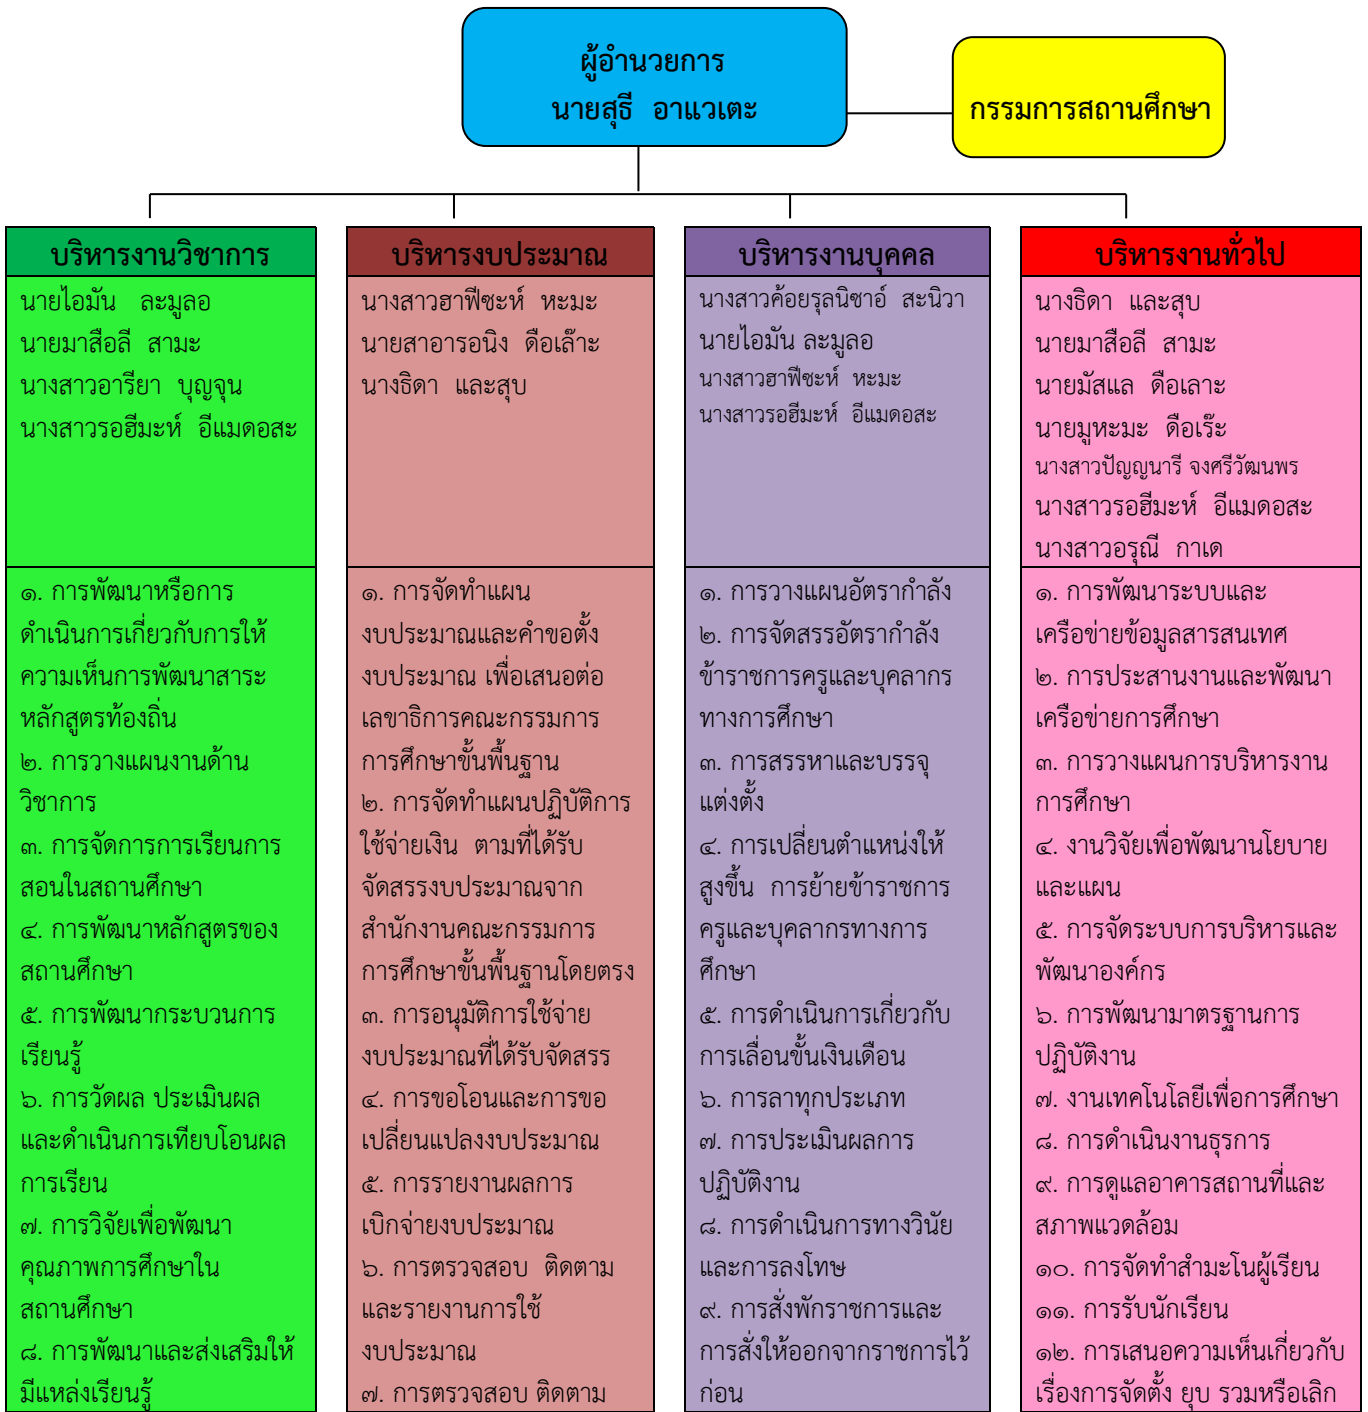 ผู้อำนวยการ
นายสุธี อาแวเตะ
กรรมการสถานศึกษา
บริหารงานวิชาการ
นายไอมัน ละมูลอ
นายมาสือลี สามะ
นางสาวอารียา บุญจุน
นางสาวรอฮีมะห์ อีแมดอสะ
๑. การพัฒนาหรือการ
ดำเนินการเกี่ยวกับการให้
ความเห็นการพัฒนาสาระ
หลักสูตรท้องถิ่น
๒. การวางแผนงานด้าน
วิชาการ
๓. การจัดการการเรียนการ
สอนในสถานศึกษา
๔. การพัฒนาหลักสูตรของ
สถานศึกษา
๕. การพัฒนากระบวนการ
เรียนรู้
๖. การวัดผล ประเมินผล
และดำเนินการเทียบโอนผล
การเรียน
๗. การวิจัยเพื่อพัฒนา
คุณภาพการศึกษาใน
สถานศึกษา
๘. การพัฒนาและส่งเสริมให้
มีแหล่งเรียนรู้
บริหารงบประมาณ
นางสาวฮาฟีซะห์ หะมะ
นายสาอารอนิง ดือเล๊าะ
นางธิดา และสุบ
๑. การจัดทำแผน
งบประมาณและคำขอตั้ง
งบประมาณ เพื่อเสนอต่อ
เลขาธิการคณะกรรมการ
การศึกษาขั้นพื้นฐาน
๒. การจัดทำแผนปฏิบัติการ
ใช้จ่ายเงิน ตามที่ได้รับ
จัดสรรงบประมาณจาก
สำนักงานคณะกรรมการ
การศึกษาขั้นพื้นฐานโดยตรง
๓. การอนุมัติการใช้จ่าย
งบประมาณที่ได้รับจัดสรร
๔. การขอโอนและการขอ
เปลี่ยนแปลงงบประมาณ
๕. การรายงานผลการ
เบิกจ่ายงบประมาณ
๖. การตรวจสอบ ติดตาม
และรายงานการใช้
งบประมาณ
๗. การตรวจสอบ ติดตาม
บริหารงานบุคคล
นางสาวค้อยรุลนิซาอ์ สะนิวา
นายไอมัน ละมูลอ
นางสาวฮาฟีซะห์ หะมะ
นางสาวรอฮีมะห์ อีแมดอสะ
๑. การวางแผนอัตรากำลัง
๒. การจัดสรรอัตรากำลัง
ข้าราชการครูและบุคลากร
ทางการศึกษา
๓. การสรรหาและบรรจุ
แต่งตั้ง
๔. การเปลี่ยนตำแหน่งให้
สูงขึ้น การย้ายข้าราชการ
ครูและบุคลากรทางการ
ศึกษา
๕. การดำเนินการเกี่ยวกับ
การเลื่อนขั้นเงินเดือน
๖. การลาทุกประเภท
๗. การประเมินผลการ
ปฏิบัติงาน
๘. การดำเนินการทางวินัย
และการลงโทษ
๙. การสั่งพักราชการและ
การสั่งให้ออกจากราชการไว้
ก่อน
บริหารงานทั่วไป
นางธิดา และสุบ
นายมาสือลี สามะ
นายมัสแล ดือเลาะ
นายมูหะมะ ดือเร๊ะ
นางสาวปัญญนารี จงศรีวัฒนพร
นางสาวรอฮีมะห์ อีแมดอสะ
นางสาวอรุณี กาเด
๑. การพัฒนาระบบและ
เครือข่ายข้อมูลสารสนเทศ
๒. การประสานงานและพัฒนา
เครือข่ายการศึกษา
๓. การวางแผนการบริหารงาน
การศึกษา
๔. งานวิจัยเพื่อพัฒนานโยบาย
และแผน
๕. การจัดระบบการบริหารและ
พัฒนาองค์กร
๖. การพัฒนามาตรฐานการ
ปฏิบัติงาน
๗. งานเทคโนโลยีเพื่อการศึกษา
๘. การดำเนินงานธุรการ
๙. การดูแลอาคารสถานที่และ
สภาพแวดล้อม
๑๐. การจัดทำสำมะโนผู้เรียน
๑๑. การรับนักเรียน
๑๒. การเสนอความเห็นเกี่ยวกับ
เรื่องการจัดตั้ง ยุบ รวมหรือเลิก